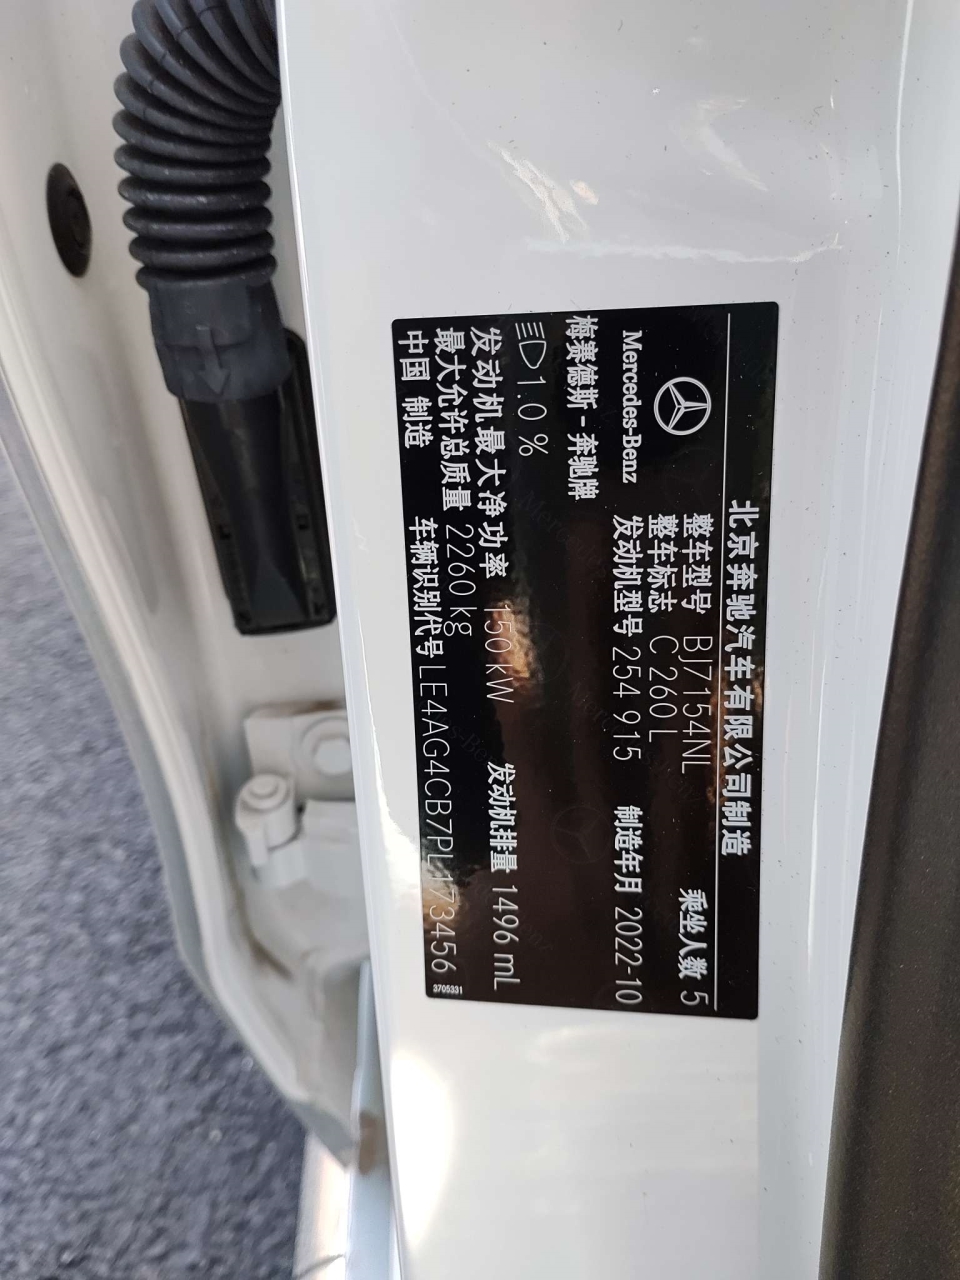 北京奔驰汽车有限公司制造
整车型号 BJ7154NL 乘坐人数 5
整车标志 C 260 L
Mercedes-Benz 发动机型号 254 915 制造年月 2022-10
梅赛德斯-奔驰牌
1.0 %
发动机最大净功率 150 kW 发动机排量 1496 mL
最大允许总质量 2260 kg
中国 制造 车辆识别代号 LE4AG4CB7PL173456
3705331